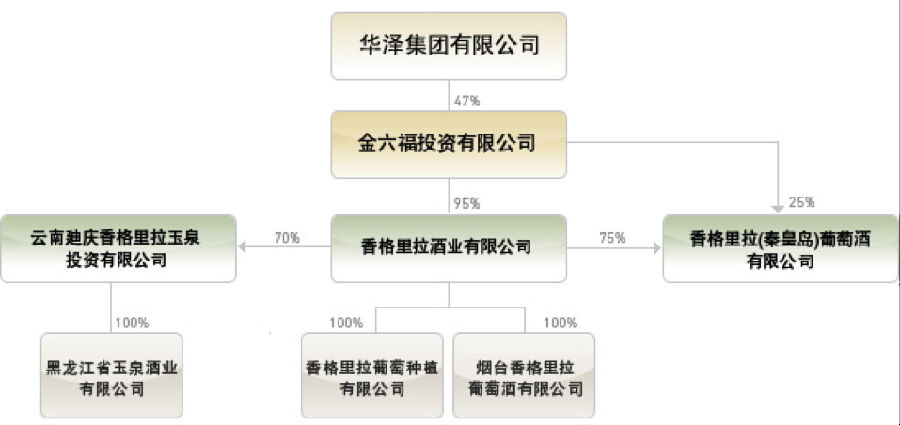 华泽集团有限公司
47%
金六福投资有限公司
95%
25%
云南迪庆香格里拉玉泉
投资有限公司
70%
香格里拉酒业有限公司
75%
香格里拉(秦皇岛)葡萄酒
有限公司
100%
100%
100%
黑龙江省玉泉酒业
有限公司
香格里拉葡萄种植
有限公司
烟台香格里拉
葡萄酒有限公司